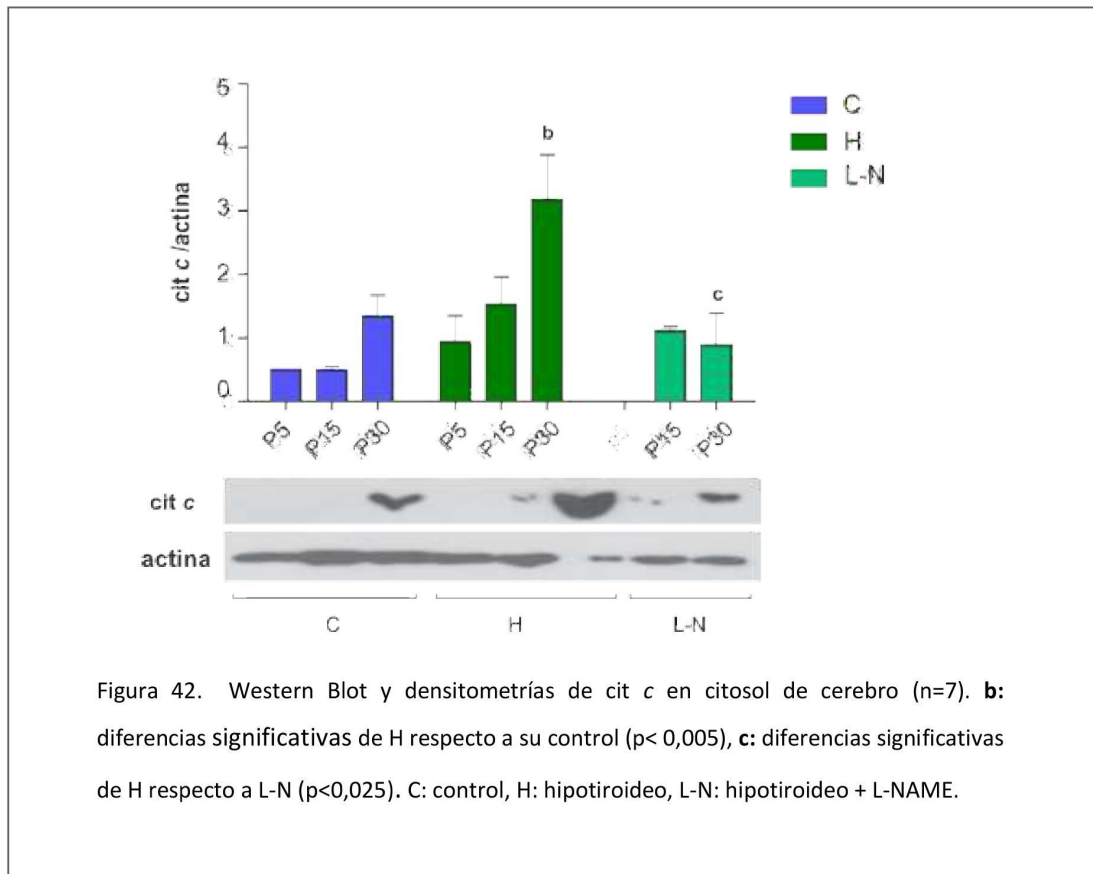 5
4
3
2
1
0
cit c /actina
C
H
L-N
b
c
P5
P15
P30
P5
P15
P30
P15
P30
cit c
actina
C
H
L-N
Figura 42. Western Blot y densitometrías de cit c en citosol de cerebro (n=7). b:
diferencias significativas de H respecto a su control (p< 0,005), c: diferencias significativas
de H respecto a L-N (p<0,025). C: control, H: hipotiroideo, L-N: hipotiroideo + L-NAME.